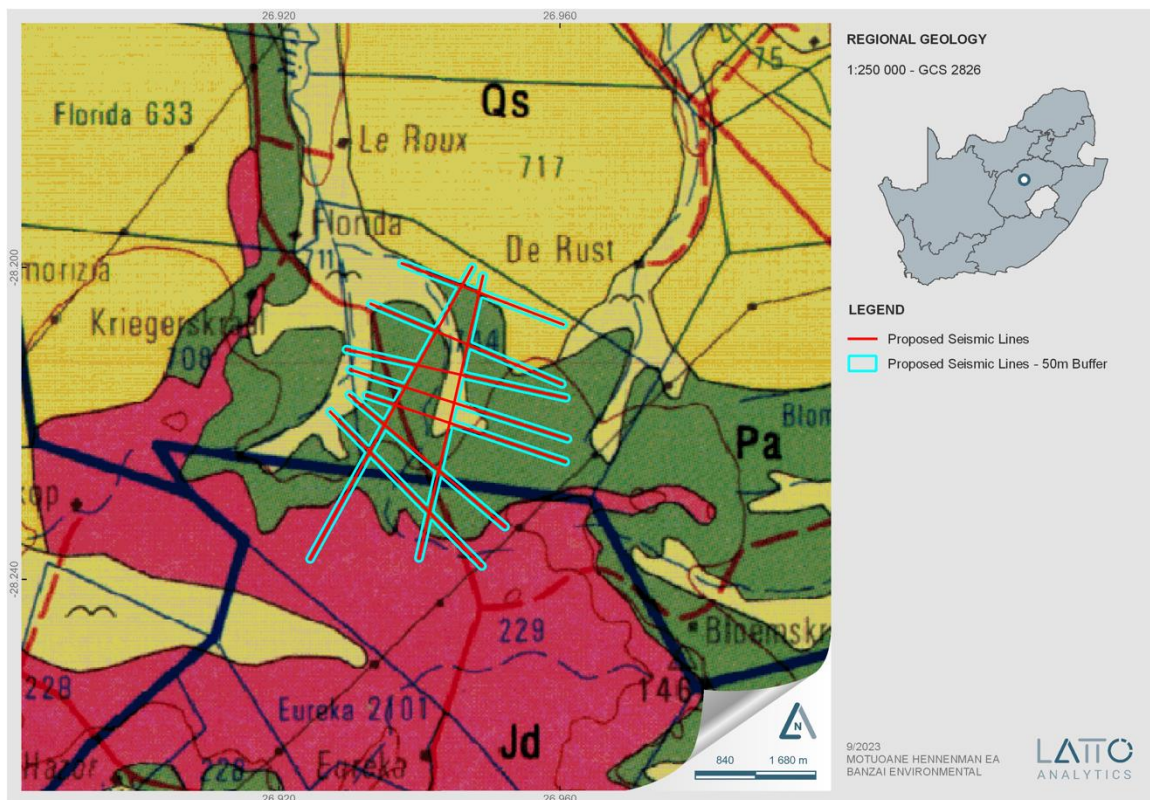 26.920
26.960
REGIONAL GEOLOGY
1:250 000 - GCS 2826
75
Florida 633
Qs
Le Roux
717
Florida
711
De Rust
-28.200
Kriegerskraal
708
714
LEGEND
Proposed Seismic Lines
Proposed Seismic Lines - 50m Buffer
Blom
Pa
kop
-28.240
229
Bloemskr
228
146
Eureka 2101
Jd
Hazor
228
Eureka
N
840
1 680 m
9/2023
MOTUOANE HENNENMAN EA
BANZAI ENVIRONMENTAL
LATTO
ANALYTICS
26.920
26.960